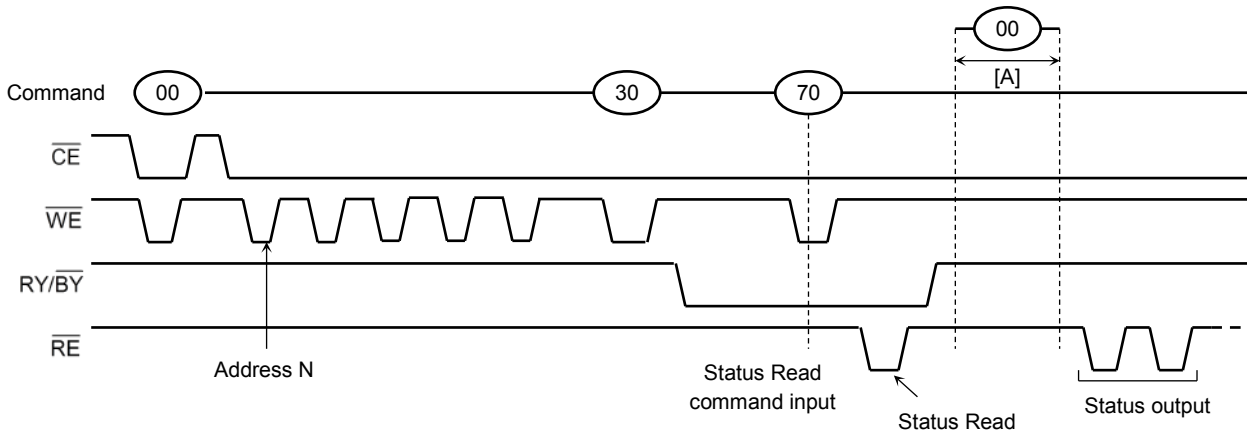 00
[A]
Command 00 30 70
CE
WE
RY/BY
RE
Address N
Status Read
command input
Status Read
Status output